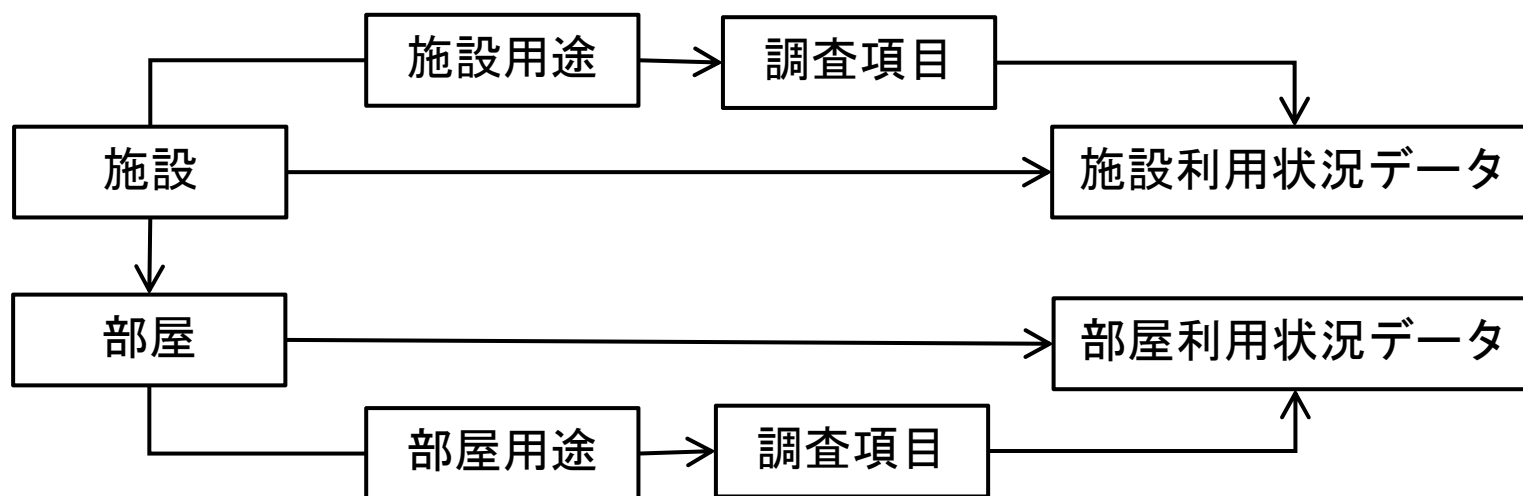 施設用途
調査項目
施設
施設利用状況データ
部屋
部屋利用状況データ
部屋用途
調査項目